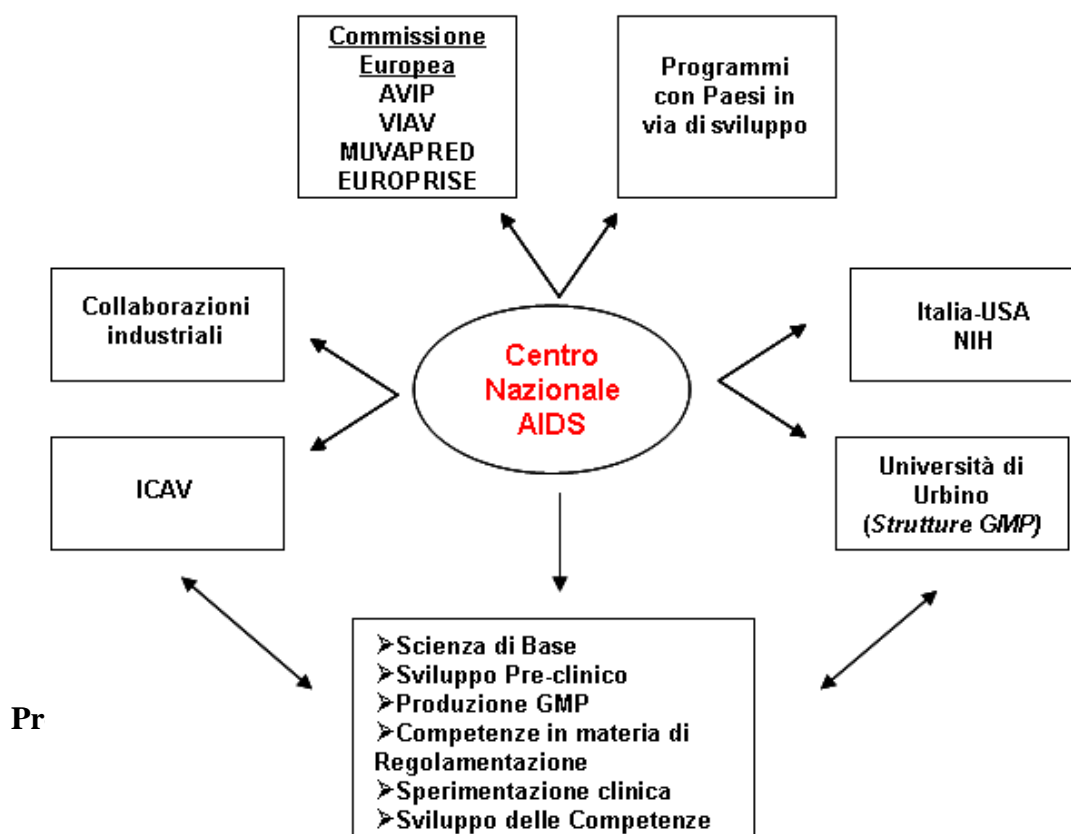 Commissione
Europea
AVIP
VIAV
MUVAPRED
EUROPRISE
Programmi
con Paesi in
via di sviluppo
Collaborazioni
industriali
Centro
Nazionale
AIDS
Italia-USA
NIH
ICAV
Università di
Urbino
(Strutture GMP)
➢Scienza di Base
➢Sviluppo Pre-clinico
➢Produzione GMP
➢Competenze in materia di
Regolamentazione
➢Sperimentazione clinica
➢Sviluppo delle Competenze
Pr